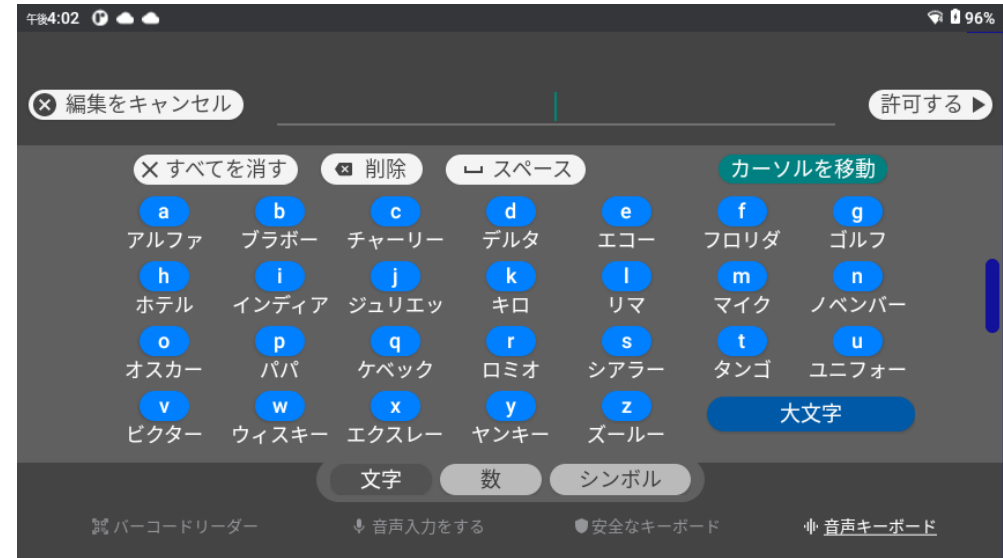 午後4:02 96%
編集をキャンセル 許可する
すべてを消す 削除 スペース カーソルを移動
a b c d e f g
アルファ ブラボー チャーリー デルタ エコー フロリダ ゴルフ
h i j k l m n
ホテル インディア ジュリエッ キロ リマ マイク ノベンバー
o p q r s t u
オスカー パパ ケベック ロミオ シアラー タンゴ ユニフォー
v w x y z 大文字
ビクター ウィスキー エクスレー ヤンキー ズールー
文字 数 シンボル
バーコードリーダー 音声入力をする 安全なキーボード 音声キーボード